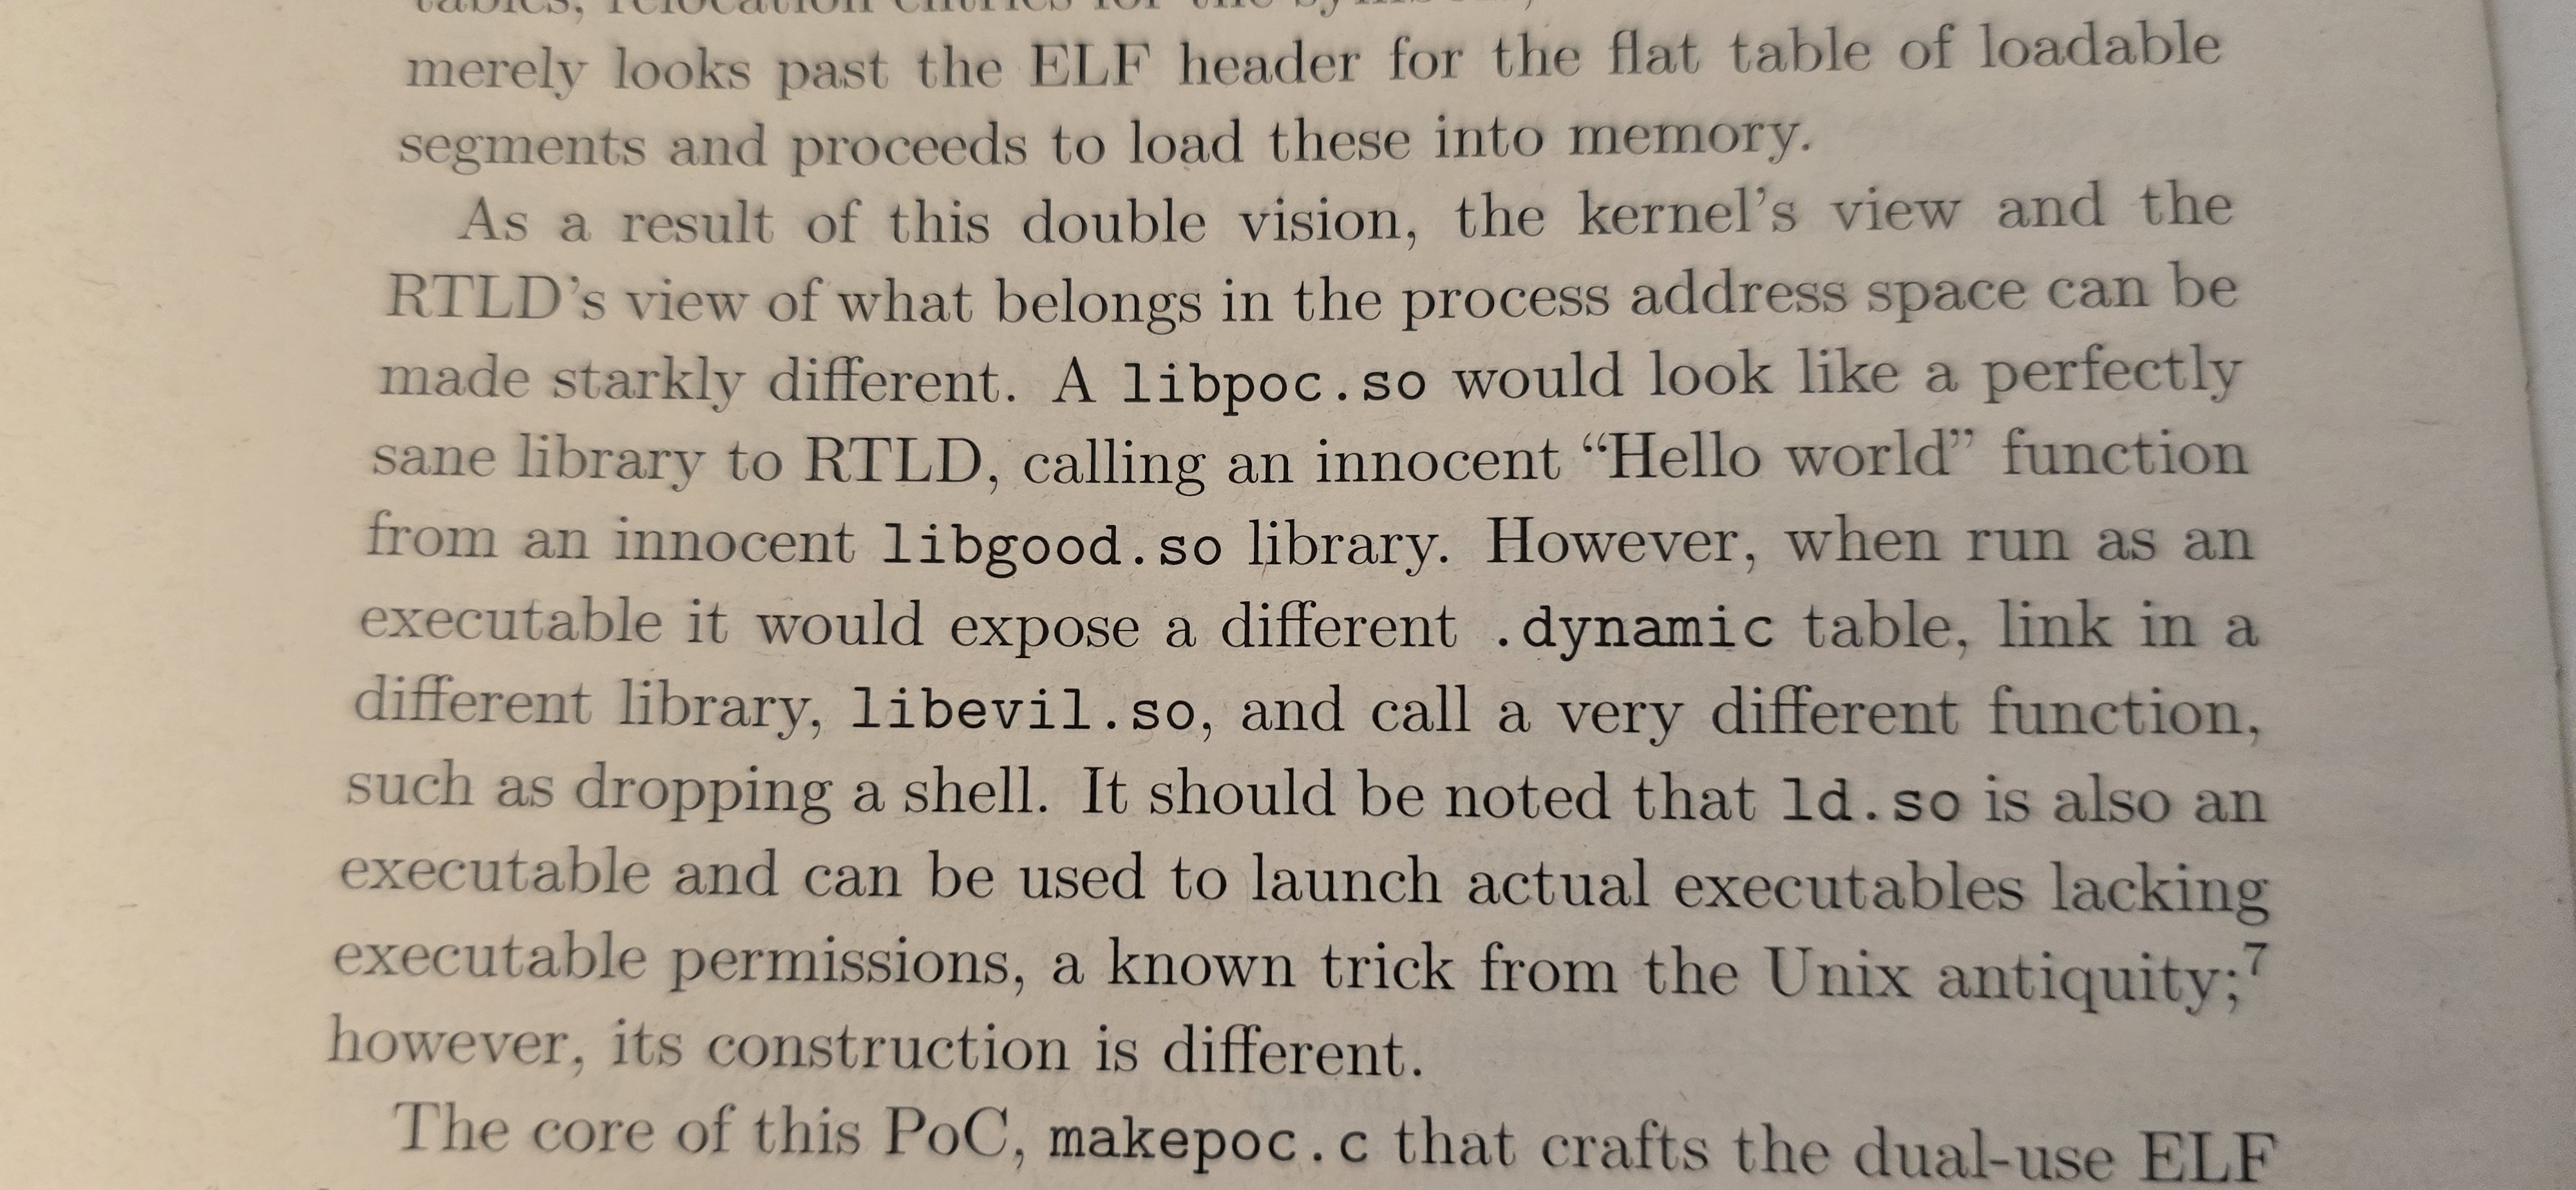 tables, relocation entries for the symbols,
merely looks past the ELF header for the flat table of loadable
segments and proceeds to load these into memory.
As a result of this double vision, the kernel’s view and the
RTLD’s view of what belongs in the process address space can be
made starkly different. A libpoc.so would look like a perfectly
sane library to RTLD, calling an innocent “Hello world” function
from an innocent libgood.so library. However, when run as an
executable it would expose a different .dynamic table, link in a
different library, libevil.so, and call a very different function,
such as dropping a shell. It should be noted that ld.so is also an
executable and can be used to launch actual executables lacking
executable permissions, a known trick from the Unix antiquity;⁷
however, its construction is different.
The core of this PoC, makepoc.c that crafts the dual-use ELF